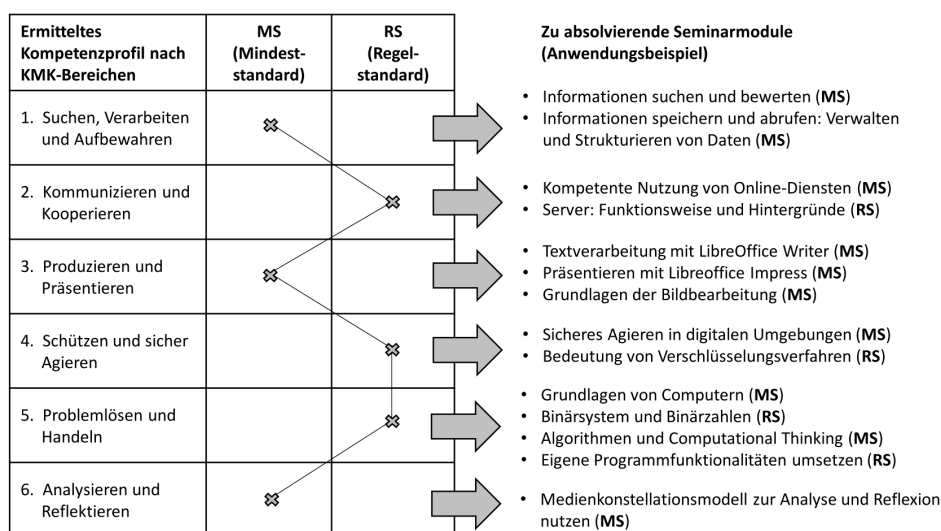 Ermitteltes
Kompetenzprofil nach
KMK-Bereichen
MS
(Mindest-
standard)
RS
(Regel-
standard)
Zu absolvierende Seminarmodule
(Anwendungsbeispiel)
1. Suchen, Verarbeiten
und Aufbewahren
• Informationen suchen und bewerten (MS)
• Informationen speichern und abrufen: Verwalten
und Strukturieren von Daten (MS)
2. Kommunizieren und
Kooperieren
• Kompetente Nutzung von Online-Diensten (MS)
• Server: Funktionsweise und Hintergründe (RS)
3. Produzieren und
Präsentieren
• Textverarbeitung mit LibreOffice Writer (MS)
• Präsentieren mit Libreoffice Impress (MS)
• Grundlagen der Bildbearbeitung (MS)
4. Schützen und sicher
Agieren
• Sicheres Agieren in digitalen Umgebungen (MS)
• Bedeutung von Verschlüsselungsverfahren (RS)
5. Problemlösen und
Handeln
• Grundlagen von Computern (MS)
• Binärsystem und Binärzahlen (RS)
• Algorithmen und Computational Thinking (MS)
• Eigene Programmfunktionalitäten umsetzen (RS)
6. Analysieren und
Reflektieren
• Medienkonstellationsmodell zur Analyse und Reflexion
nutzen (MS)